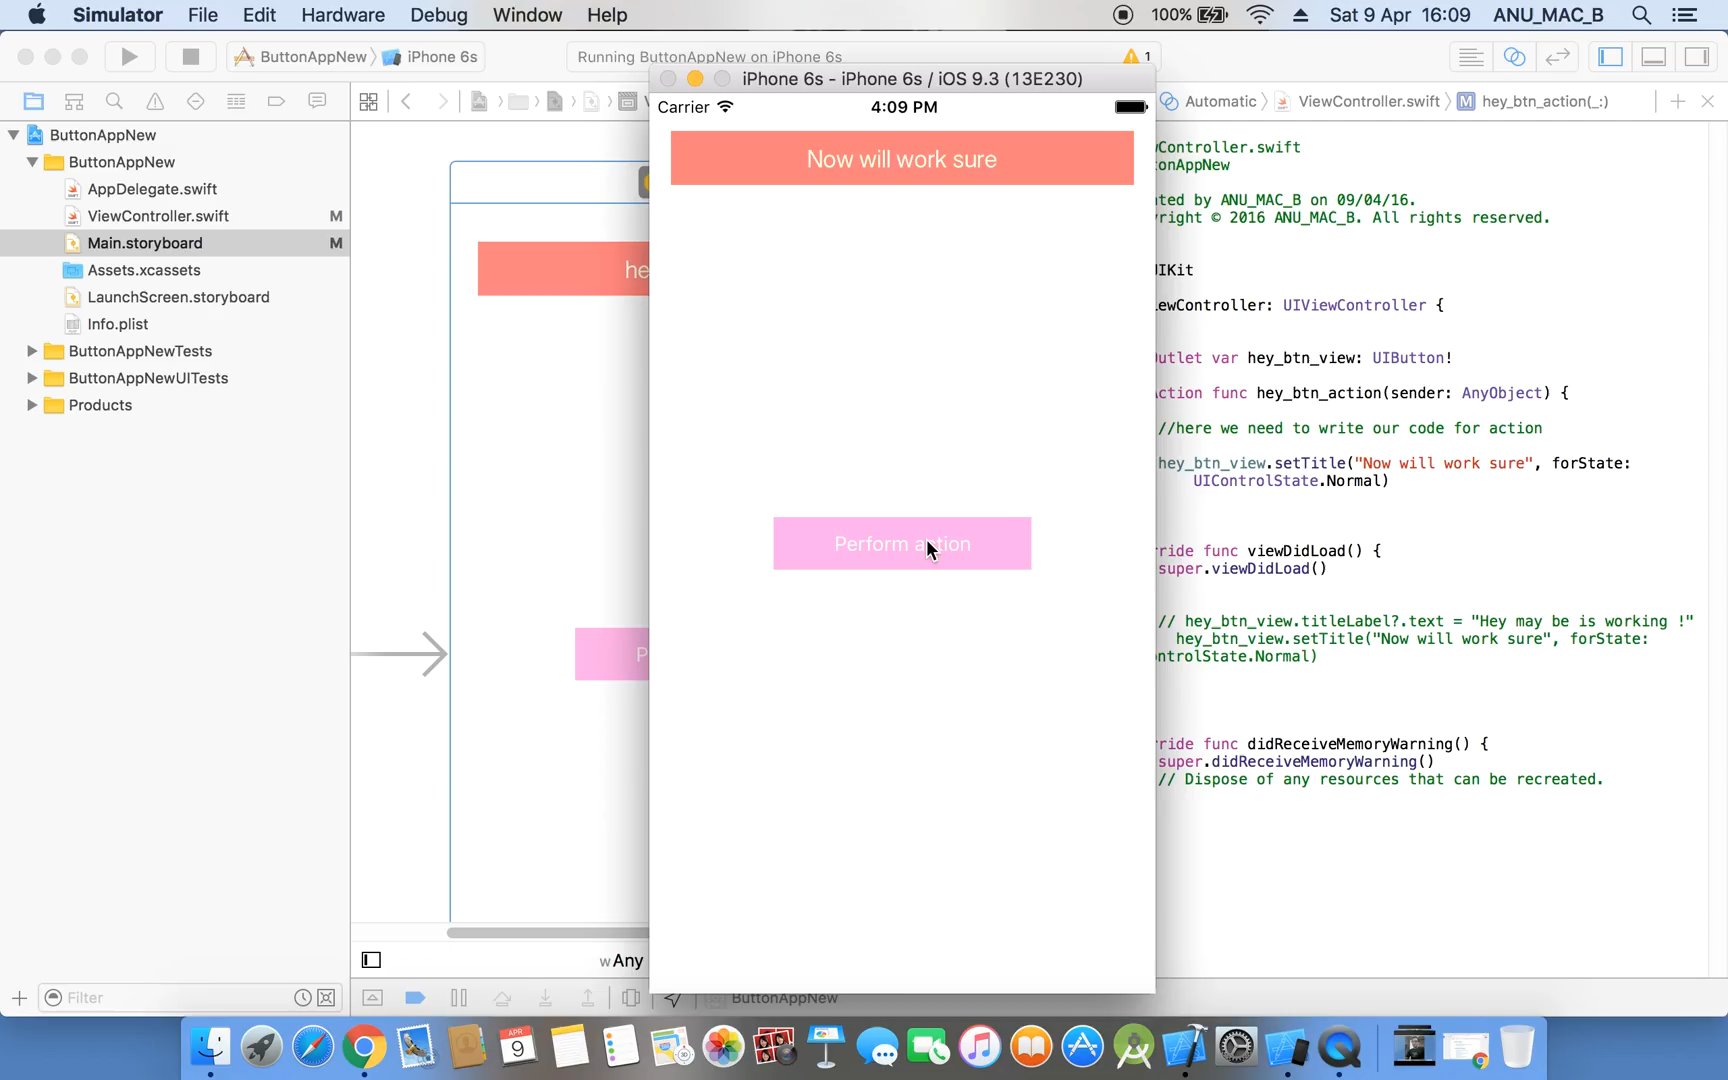 Simulator File Edit Hardware Debug Window Help 100% Sat 9 Apr 16:09 ANU_MAC_B
ButtonAppNew iPhone 6s Running ButtonAppNew on iPhone 6s 1
iPhone 6s - iPhone 6s / iOS 9.3 (13E230)
Automatic ViewController.swift M hey_btn_action(_:)
Carrier 4:09 PM
ButtonAppNew
ButtonAppNew
AppDelegate.swift
ViewController.swift M
Main.storyboard M
Assets.xcassets
LaunchScreen.storyboard
Info.plist
ButtonAppNewTests
ButtonAppNewUITests
Products
Filter
he
P
wAny
Now will work sure
Perform action
Controller.swift
onAppNew
ted by ANU_MAC_B on 09/04/16.
right © 2016 ANU_MAC_B. All rights reserved.
UIKit
ewController: UIViewController {
utlet var hey_btn_view: UIButton!
ction func hey_btn_action(sender: AnyObject) {
//here we need to write our code for action
hey_btn_view.setTitle("Now will work sure", forState:
UIControlState.Normal)
ride func viewDidLoad() {
super.viewDidLoad()
// hey_btn_view.titleLabel?.text = "Hey may be is working !"
hey_btn_view.setTitle("Now will work sure", forState:
ntrolState.Normal)
ride func didReceiveMemoryWarning() {
super.didReceiveMemoryWarning()
// Dispose of any resources that can be recreated.
ButtonAppNew
APR
9